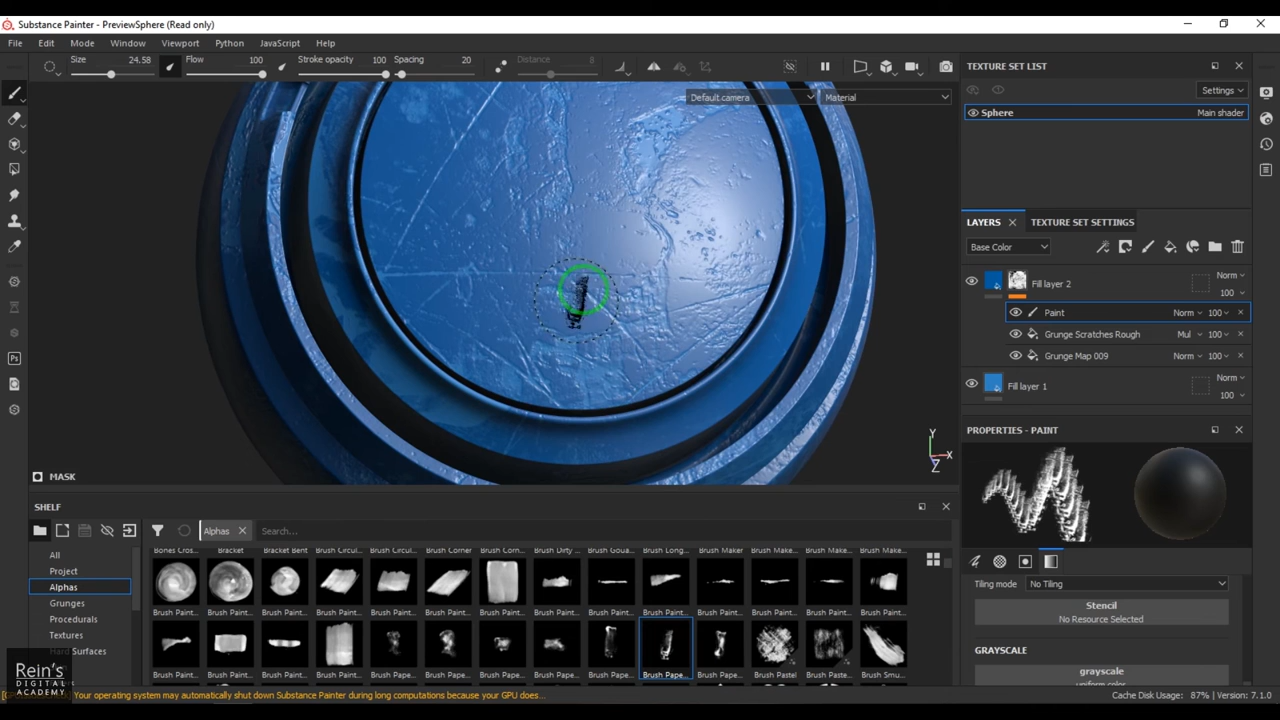 Substance Painter - PreviewSphere (Read only)
File Edit Mode Window Viewport Python JavaScript Help
Size 24.58 Flow 100 Stroke opacity 100 Spacing 20 Distance 8
Default camera Material
TEXTURE SET LIST
Settings
Sphere Main shader
LAYERS TEXTURE SET SETTINGS
Base Color
Fill layer 2 Norm 100
Paint Norm 100
Grunge Scratches Rough Mul 100
Grunge Map 009 Norm 100
Fill layer 1 Norm 100
PROPERTIES - PAINT
Tiling mode No Tiling
Stencil
No Resource Selected
GRAYSCALE
grayscale
uniform color
Y
X
Z
MASK
SHELF
Alphas Search...
All
Project
Alphas
Grunges
Procedurals
Textures
Hard Surfaces
Bones Cros... Bracket Bracket Bent Brush Circul... Brush Circul... Brush Corner Brush Corn... Brush Dirty ... Brush Goua... Brush Long... Brush Maker Brush Make... Brush Make... Brush Make...
Brush Paint... Brush Paint... Brush Paint... Brush Paint... Brush Paint... Brush Paint... Brush Paint... Brush Paint... Brush Paint... Brush Paint... Brush Paint... Brush Paint... Brush Paint... Brush Paint...
Brush Paint... Brush Paint... Brush Paint... Brush Paint... Brush Pape... Brush Pape... Brush Pape... Brush Pape... Brush Pape... Brush Pape... Brush Pape... Brush Pastel Brush Paste... Brush Smu...
Rein's
DIGITAL
ACADEMY
Your operating system may automatically shut down Substance Painter during long computations because your GPU does...
Cache Disk Usage: 87% | Version: 7.1.0
Ps